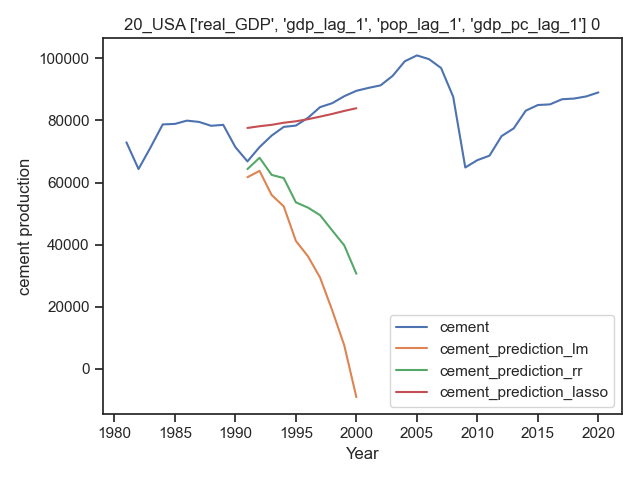 20_USA ['real_GDP', 'gdp_lag_1', 'pop_lag_1', 'gdp_pc_lag_1'] 0
cement production
100000
80000
60000
40000
20000
0
cement
cement_prediction_lm
cement_prediction_rr
cement_prediction_lasso
1980 1985 1990 1995 2000 2005 2010 2015 2020
Year